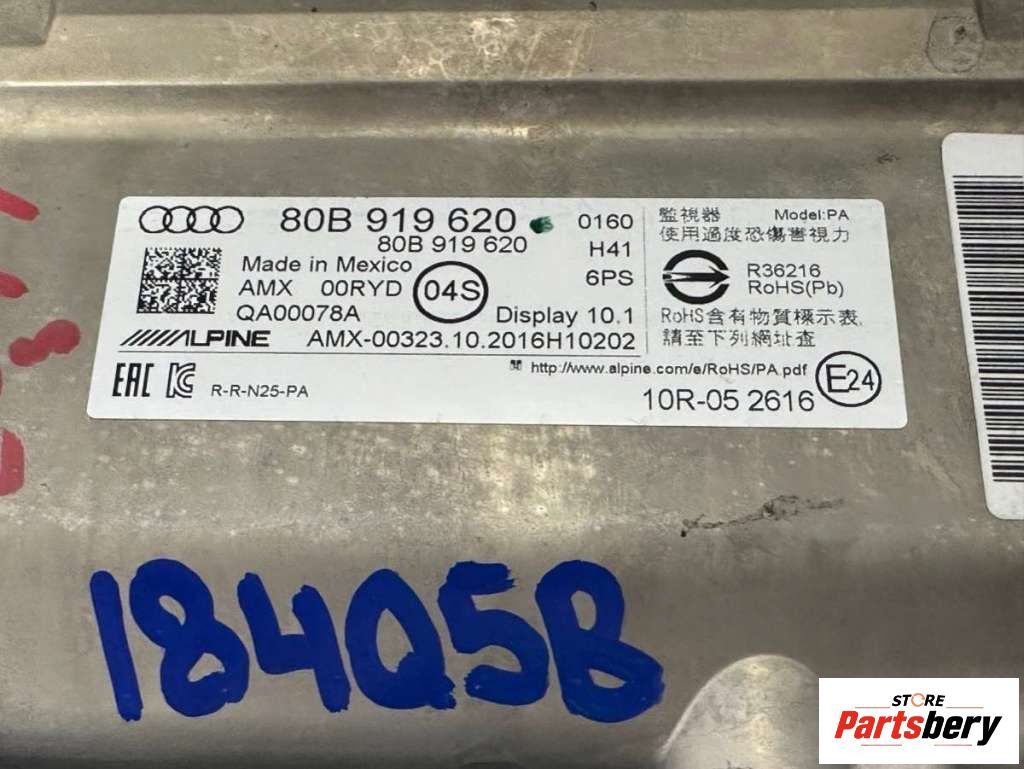 80B 919 620
80B 919 620
Made in Mexico
AMX 00RYD
04S
QA00078A
ALPINE
AMX-00323.10.2016H10202
EAC
R-R-N25-PA
0160
H41
6PS
Display 10.1
監視器 Model:PA
使用過度恐傷害視力
R36216
RoHS(Pb)
RoHS含有物質標示表,
請至下列網址查
http://www.alpine.com/e/RoHS/PA.pdf
10R-05 2616
E24
184Q5B
STORE
Partsbery